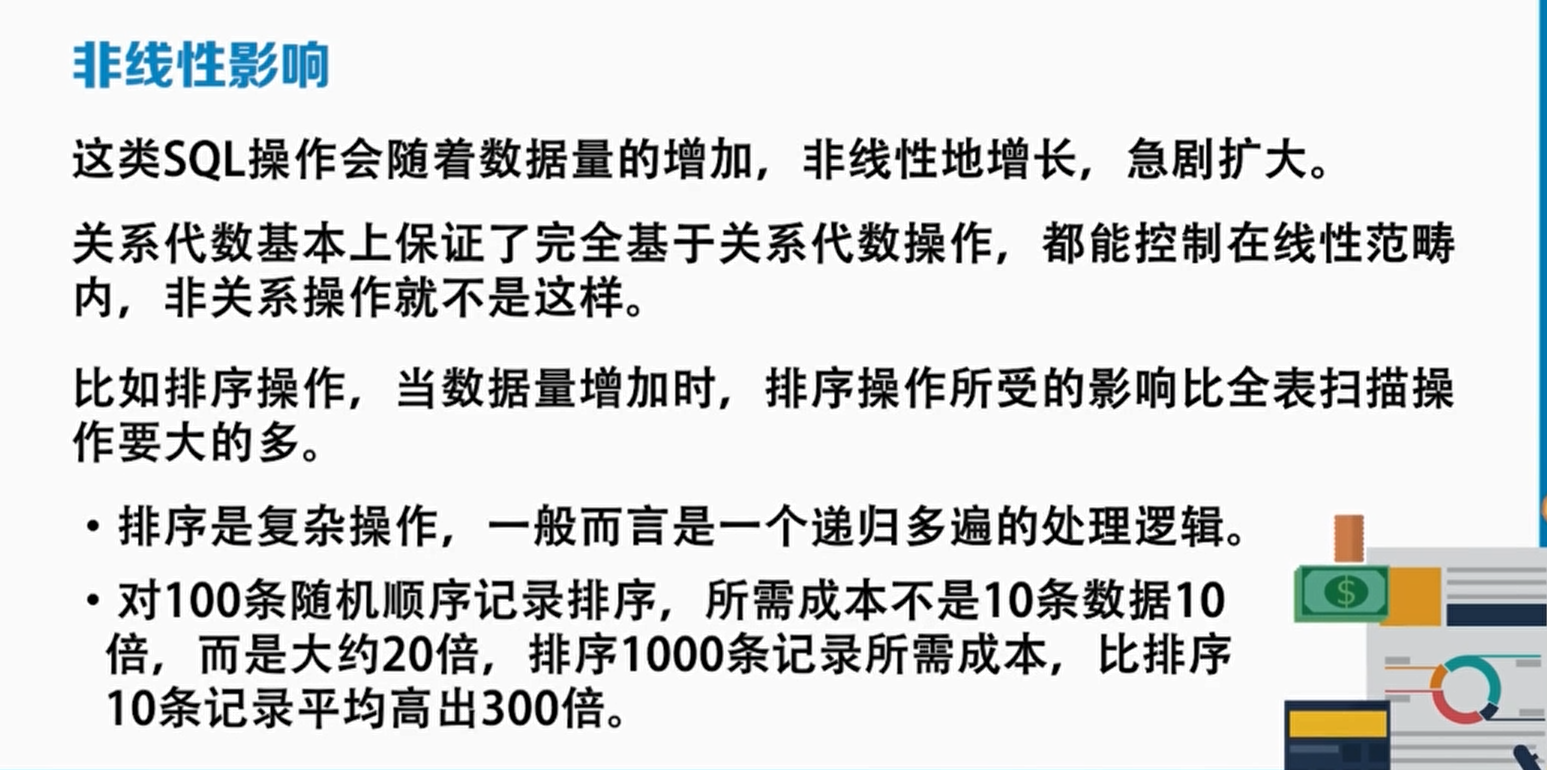 非线性影响
这类SQL操作会随着数据量的增加，非线性地增长，急剧扩大。
关系代数基本上保证了完全基于关系代数操作，都能控制在线性范畴
内，非关系操作就不是这样。
比如排序操作，当数据量增加时，排序操作所受的影响比全表扫描操
作要大的多。
•排序是复杂操作，一般而言是一个递归多遍的处理逻辑。
•对100条随机顺序记录排序，所需成本不是10条数据10
倍，而是大约20倍，排序1000条记录所需成本，比排序
10条记录平均高出300倍。
$